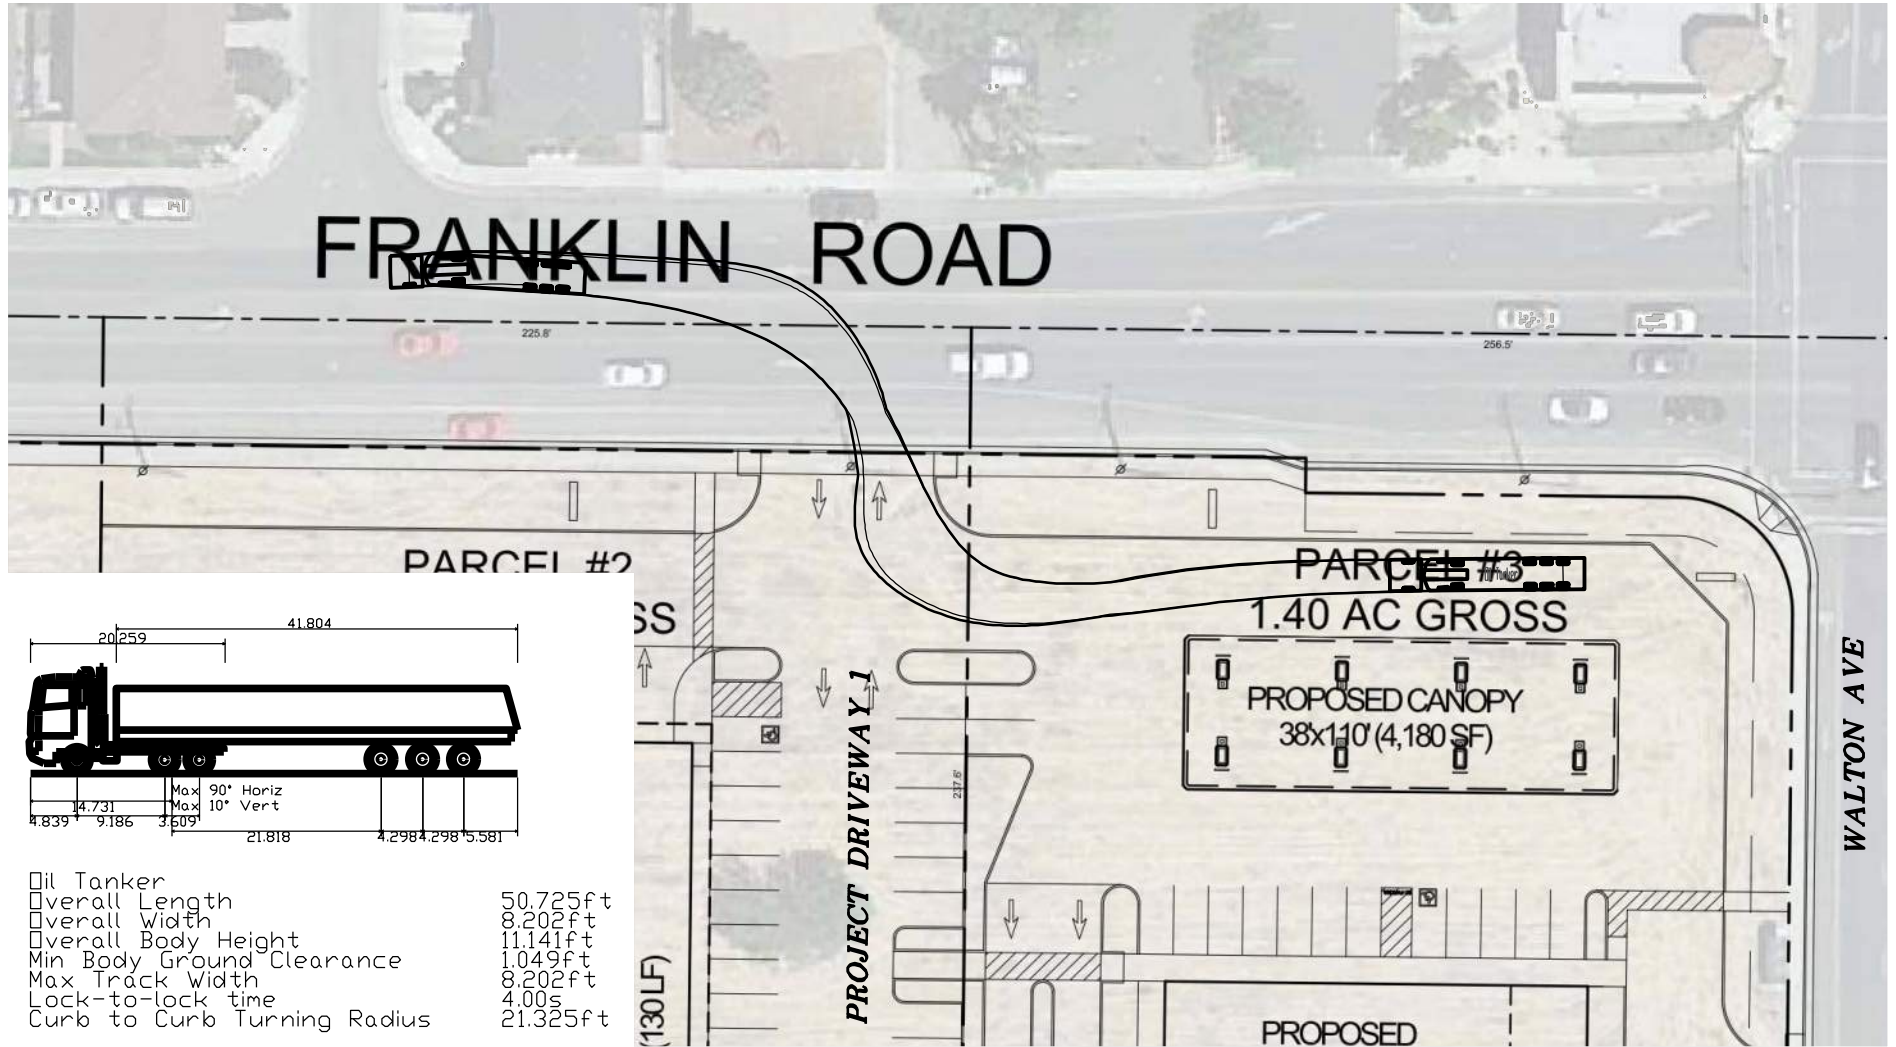 FRANKLIN ROAD
225.8'
256.5'
PARCEL #2
PARCEL #3
1.40 AC GROSS
SS
PROPOSED CANOPY
38'x110' (4,180 SF)
PROJECT DRIVEWAY 1
237.6'
WALTON AVE
(130 LF)
PROPOSED
41.804
20.259
Max 90° Horiz
Max 10° Vert
14.731
4.839
9.186
3.609
21.818
4.298
4.298
5.581
Oil Tanker
Overall Length 50.725ft
Overall Width 8.202ft
Overall Body Height 11.141ft
Min Body Ground Clearance 1.049ft
Max Track Width 8.202ft
Lock-to-lock time 4.00s
Curb to Curb Turning Radius 21.325ft